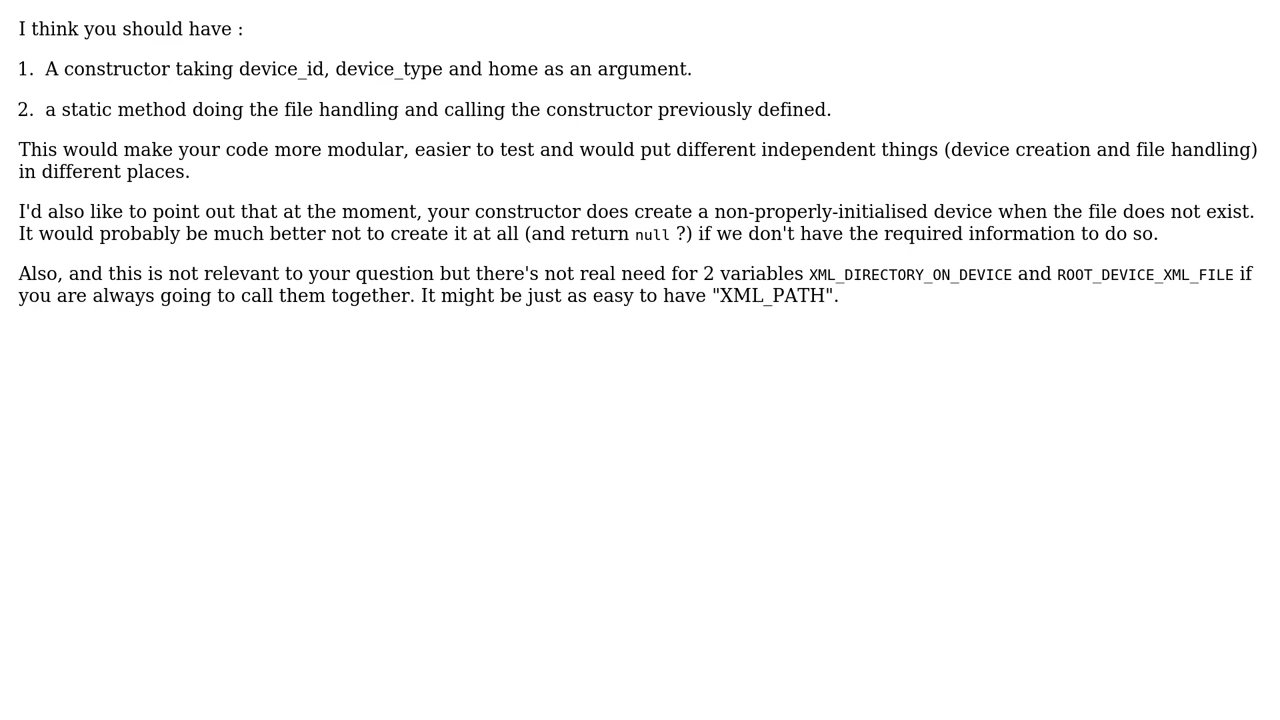 I think you should have :
1. A constructor taking device_id, device_type and home as an argument.
2. a static method doing the file handling and calling the constructor previously defined.
This would make your code more modular, easier to test and would put different independent things (device creation and file handling)
in different places.
I'd also like to point out that at the moment, your constructor does create a non-properly-initialised device when the file does not exist.
It would probably be much better not to create it at all (and return null ?) if we don't have the required information to do so.
Also, and this is not relevant to your question but there's not real need for 2 variables XML_DIRECTORY_ON_DEVICE and ROOT_DEVICE_XML_FILE if
you are always going to call them together. It might be just as easy to have "XML_PATH".